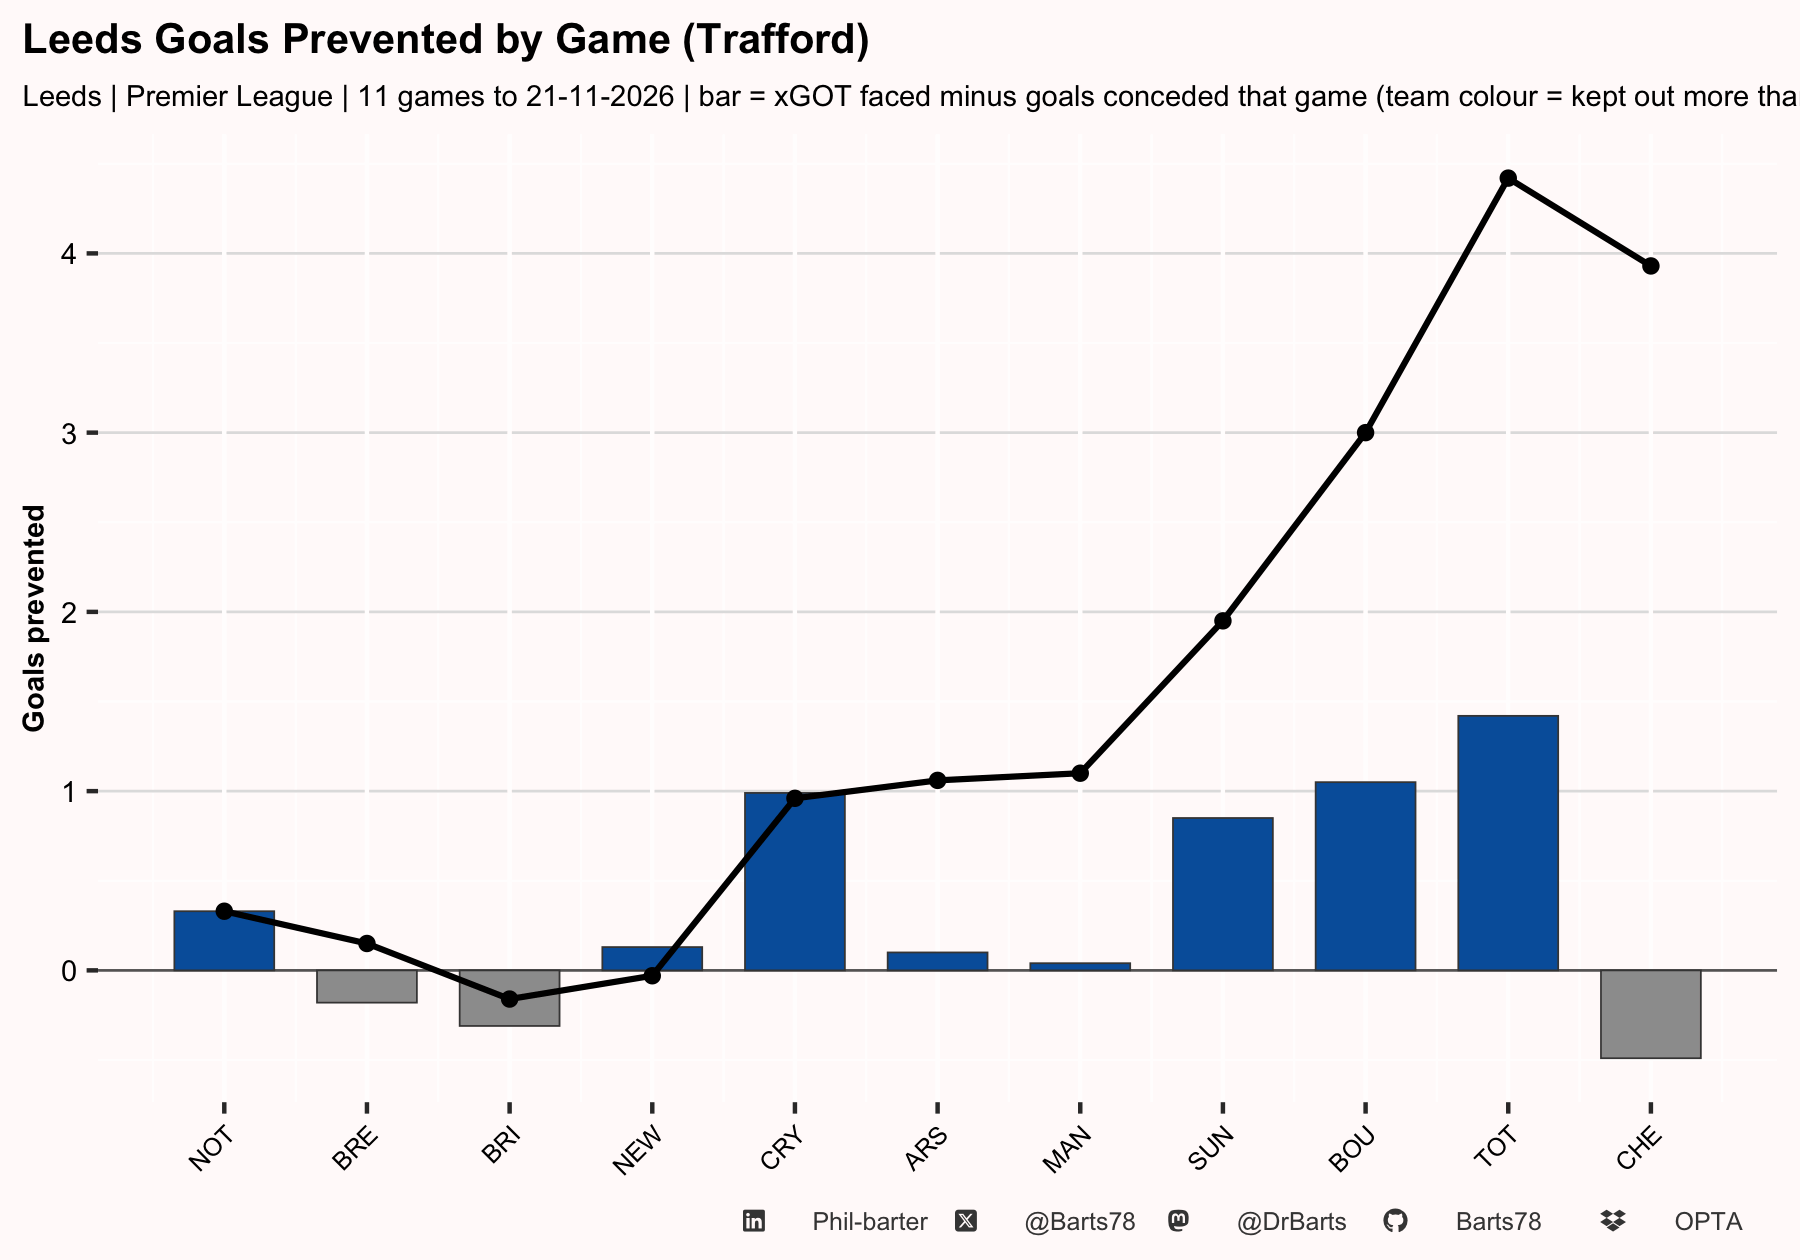 Leeds Goals Prevented by Game (Trafford)
Leeds | Premier League | 11 games to 21-11-2026 | bar = xGOT faced minus goals conceded that game (team colour = kept out more than
Goals prevented
4
3
2
1
0
NOT BRE BRI NEW CRY ARS MAN SUN BOU TOT CHE
Phil-barter @Barts78 @DrBarts Barts78 OPTA